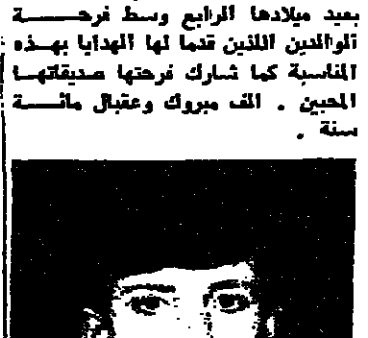 بعيد ميلادها الرابع وسط فرحة
الوالدين اللذين قدما لها الهدايا بهذه
المناسبة كما تشارك فرحتها صديقاتها
المحبين . الف مبروك وعقبال مائة
سنة .